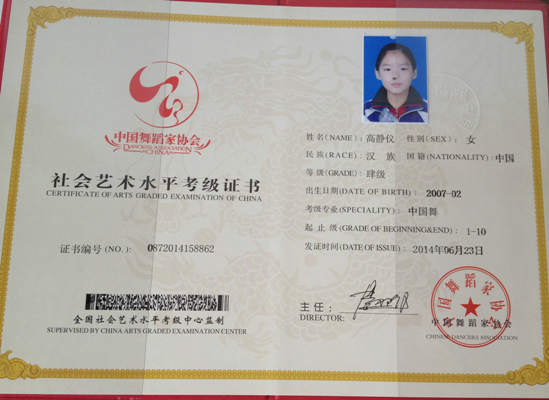 中国舞蹈家协会
DANCERS ASSOCIATION
CHINA
社会艺术水平考级证书
CERTIFICATE OF ARTS GRADED EXAMINATION OF CHINA
证书编号(NO.): 0872014158862
全国社会艺术水平考级中心监制
SUPERVISED BY CHINA ARTS GRADED EXAMINATION CENTER
姓名(NAME): 高静仪 性别(SEX): 女
民族(RACE): 汉族 国籍(NATIONALITY): 中国
等级(GRADE): 肆级
出生日期(DATE OF BIRTH): 2007-02
考级专业(SPECIALITY): 中国舞
起止级(GRADE OF BEGINNING&END): 1-10
发证时间(DATE OF ISSUE): 2014年06月23日
主任:
DIRECTOR:
中国舞蹈家协会
中国舞蹈家协会
CHINESE DANCERS ASSOCIATION